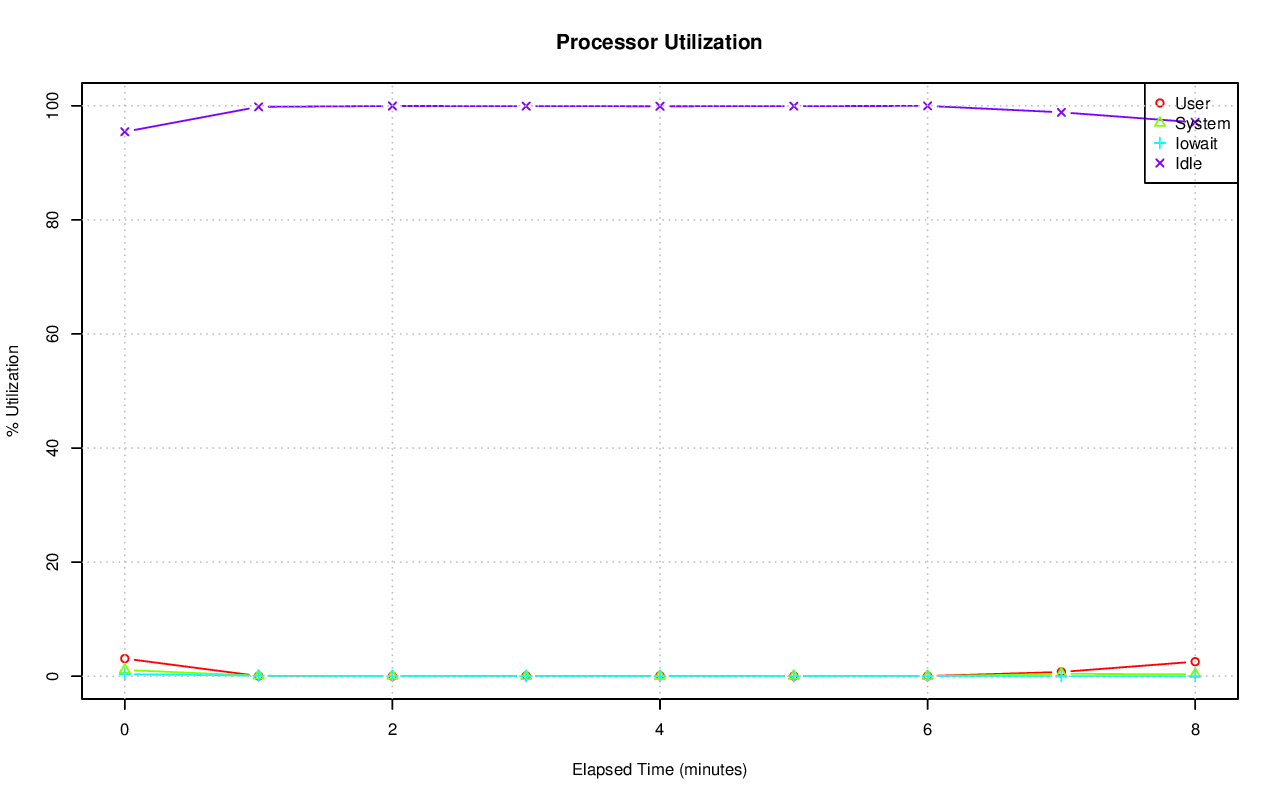 Processor Utilization
% Utilization
100
80
60
40
20
0
User
System
Iowait
Idle
0 2 4 6 8
Elapsed Time (minutes)